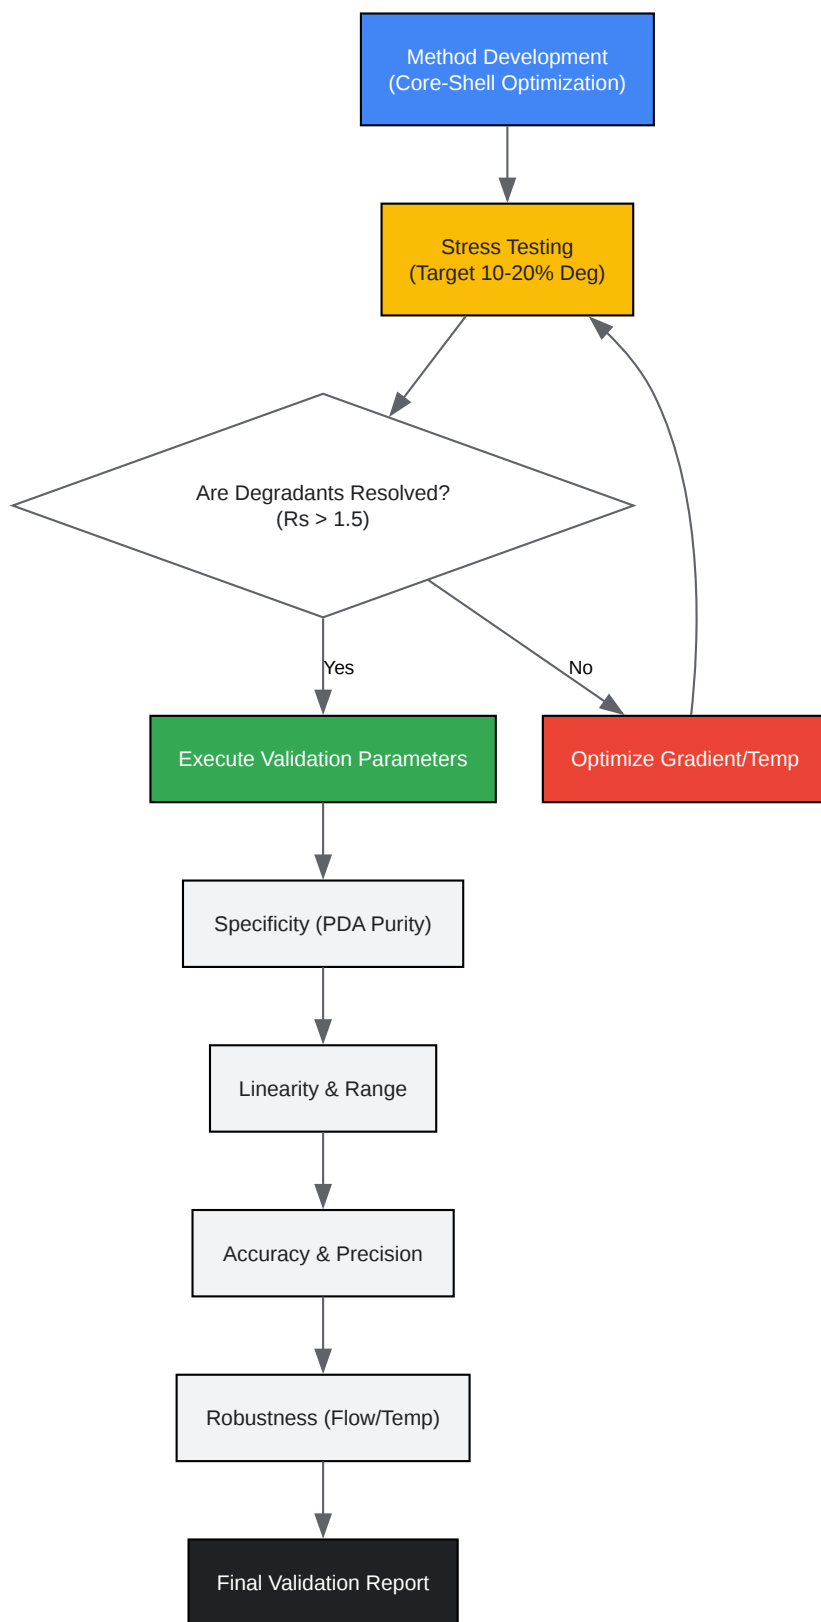 Method Development
(Core-Shell Optimization)
Stress Testing
(Target 10-20% Deg)
Are Degradants Resolved?
(Rs > 1.5)
Yes
No
Execute Validation Parameters
Optimize Gradient/Temp
Specificity (PDA Purity)
Linearity & Range
Accuracy & Precision
Robustness (Flow/Temp)
Final Validation Report